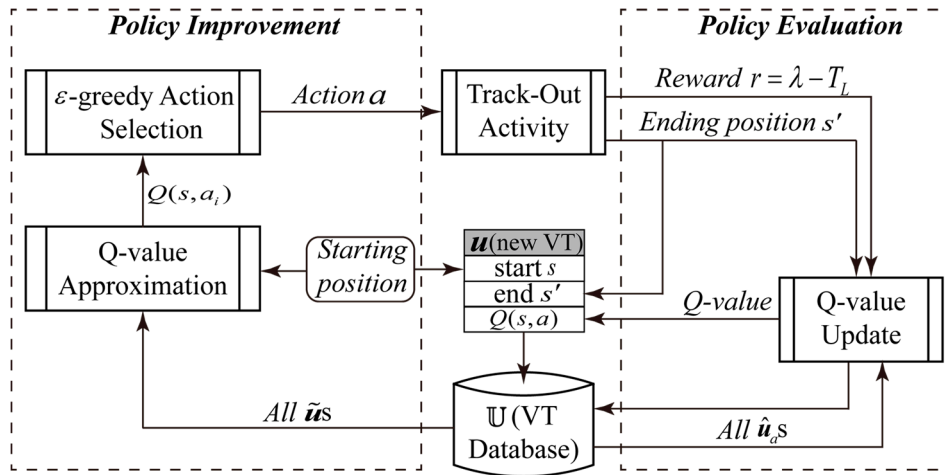 Policy Improvement
Policy Evaluation
ε-greedy Action
Selection
Action a
Track-Out
Activity
Reward r = λ̂ – T_L
Ending position s'
Q(s,a_i)
Q-value
Approximation
Starting
position
u(new VT)
start s
end s'
Q(s,a)
Q-value
Q-value
Update
All ũs
𝕌(VT
Database)
All û_a s